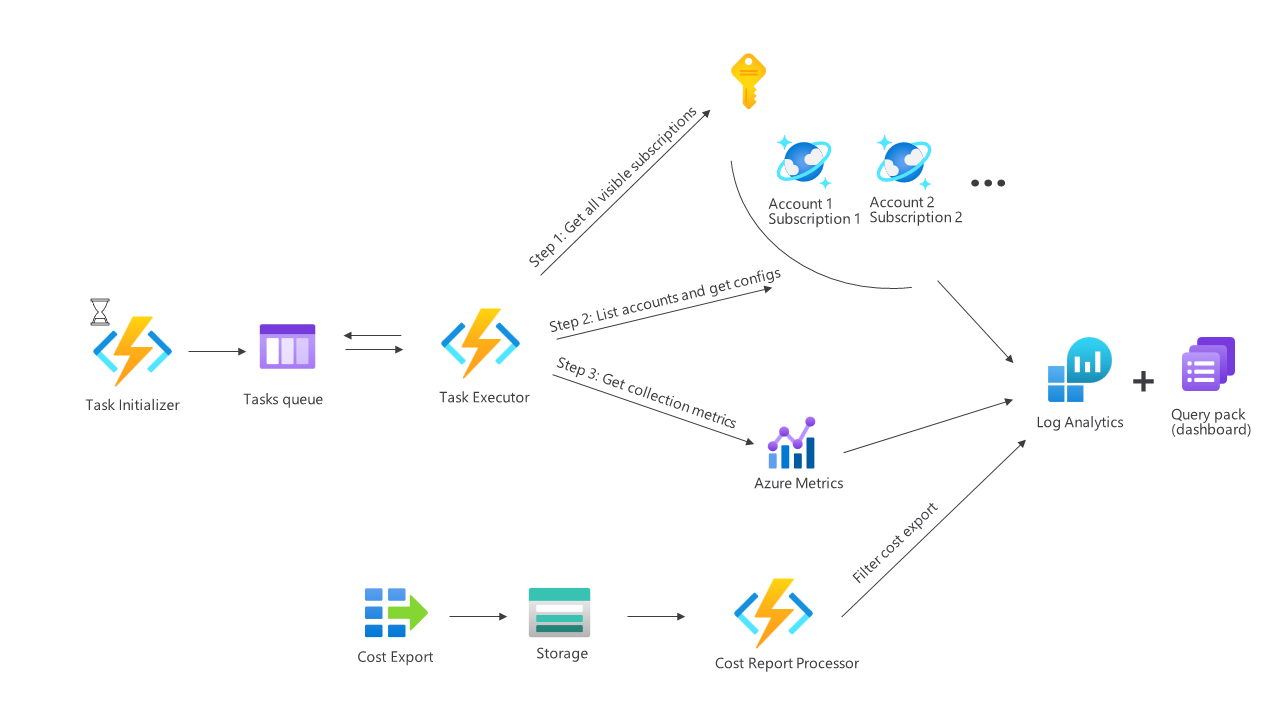 Step 1: Get all visible subscriptions
Account 1
Subscription 1
Account 2
Subscription 2
Step 2: List accounts and get configs
Step 3: Get collection metrics
Task Initializer
Tasks queue
Task Executor
Log Analytics
Query pack
(dashboard)
Azure Metrics
Filter cost export
Cost Export
Storage
Cost Report Processor